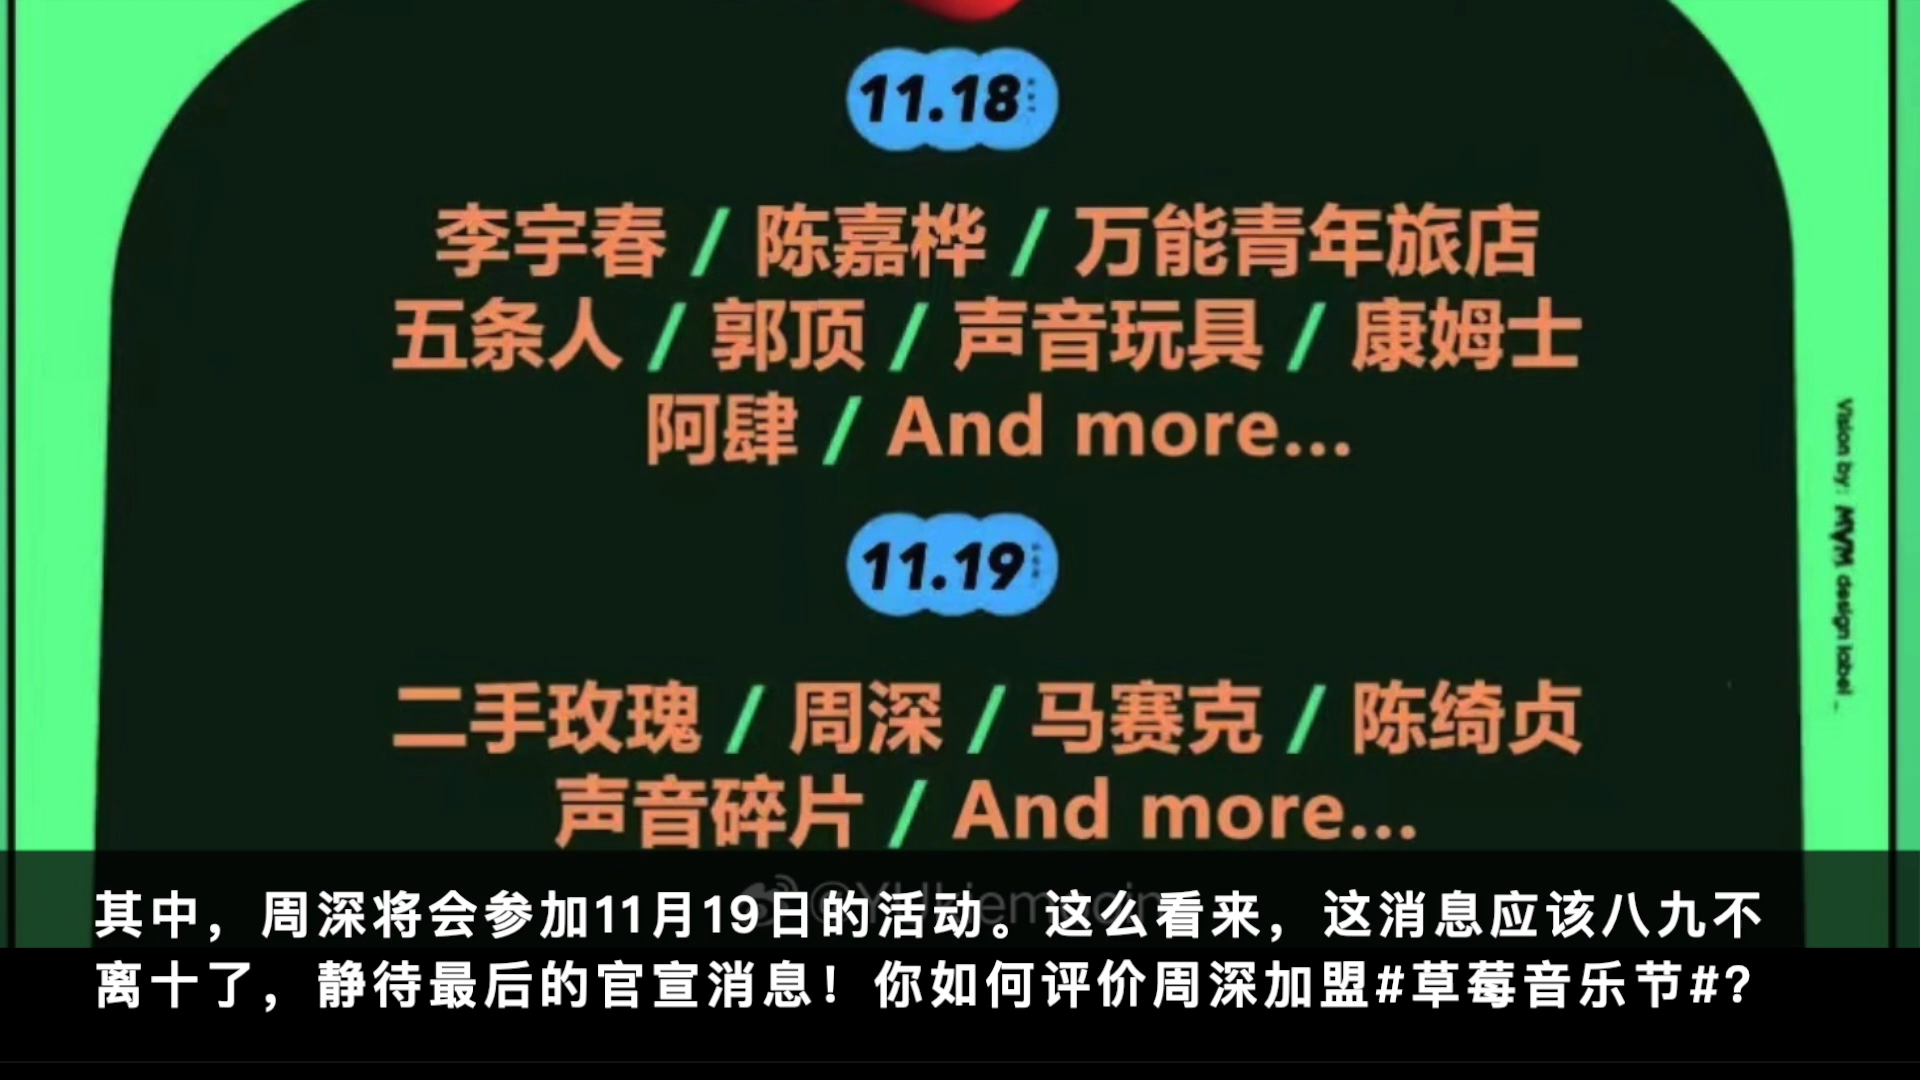 11.18
李宇春 / 陈嘉桦 / 万能青年旅店
五条人 / 郭顶 / 声音玩具 / 康姆士
阿肆 / And more...
11.19
二手玫瑰 / 周深 / 马赛克 / 陈绮贞
声音碎片 / And more...
Vision by: MVM design label
其中，周深将会参加11月19日的活动。这么看来，这消息应该八九不
离十了，静待最后的官宣消息！你如何评价周深加盟#草莓音乐节#？